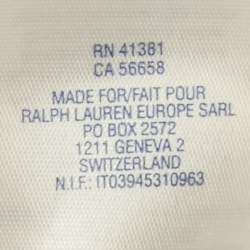 RN 41381
CA 56658
MADE FOR/FAIT POUR
RALPH LAUREN EUROPE SARL
PO BOX 2572
1211 GENEVA 2
SWITZERLAND
N.I.F.: IT03945310963